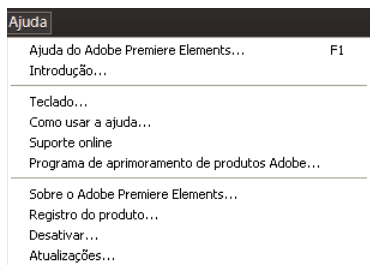 Ajuda
Ajuda do Adobe Premiere Elements... F1
Introdução...
Teclado...
Como usar a ajuda...
Suporte online
Programa de aprimoramento de produtos Adobe...
Sobre o Adobe Premiere Elements...
Registro do produto...
Desativar...
Atualizações...